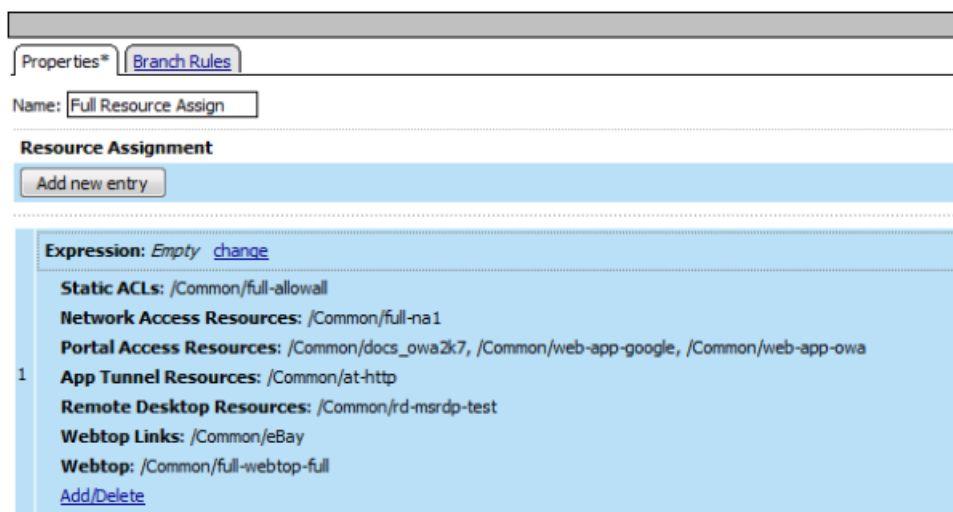 Properties* Branch Rules
Name: Full Resource Assign
Resource Assignment
Add new entry
Expression: Empty change
Static ACLs: /Common/full-allowall
Network Access Resources: /Common/full-na1
Portal Access Resources: /Common/docs_owa2k7, /Common/web-app-google, /Common/web-app-owa
1 App Tunnel Resources: /Common/at-http
Remote Desktop Resources: /Common/rd-msrdp-test
Webtop Links: /Common/eBay
Webtop: /Common/full-webtop-full
Add/Delete